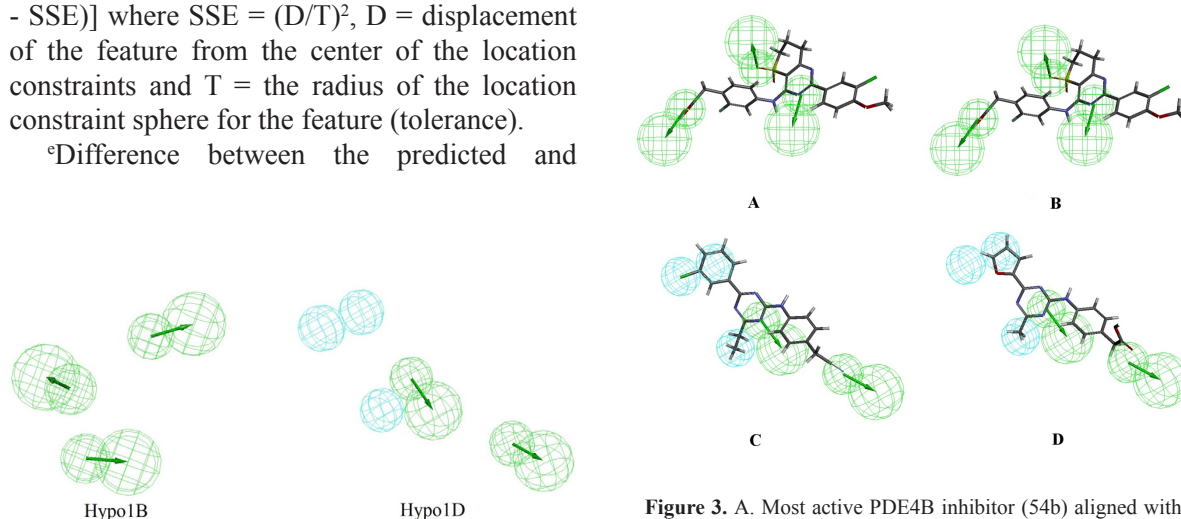 - SSE)] where SSE = (D/T)², D = displacement
of the feature from the center of the location
constraints and T = the radius of the location
constraint sphere for the feature (tolerance).
ᵉDifference between the predicted and
Hypo1B
Hypo1D
A
B
C
D
Figure 3. A. Most active PDE4B inhibitor (54b) aligned with